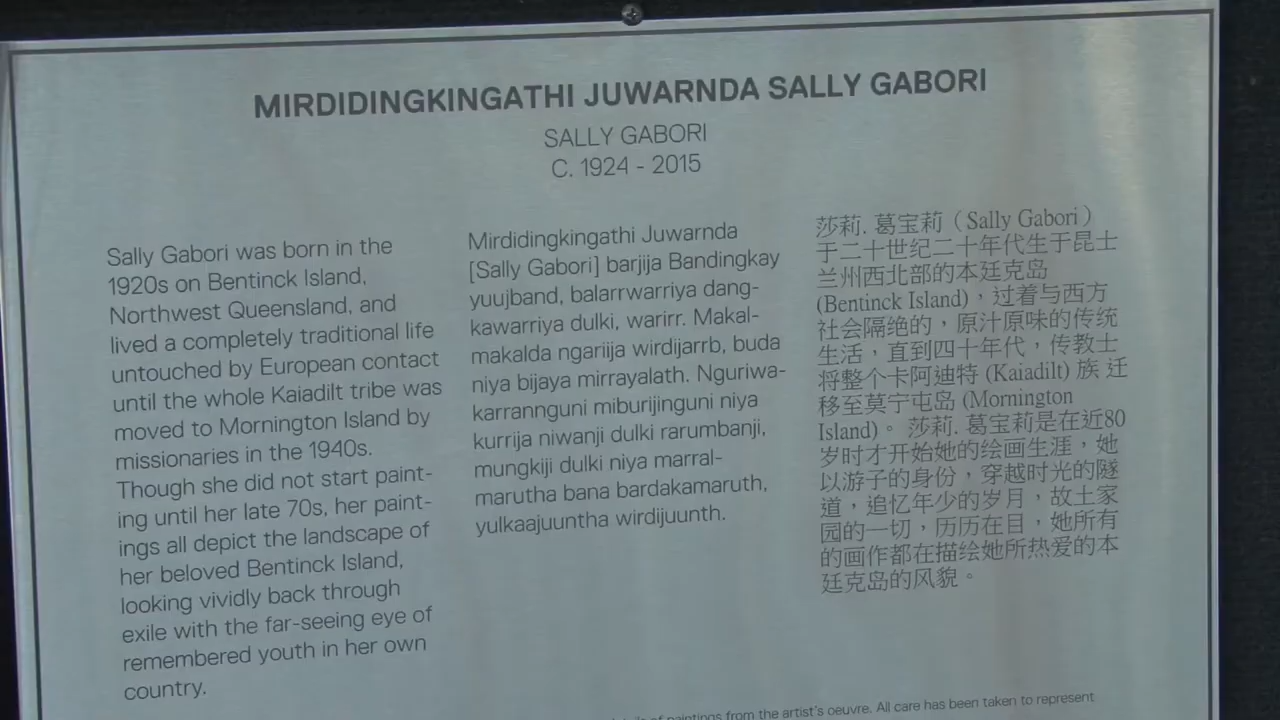 MIRDIDINGKINGATHI JUWARNDA SALLY GABORI
SALLY GABORI
C. 1924 - 2015
Sally Gabori was born in the
1920s on Bentinck Island,
Northwest Queensland, and
lived a completely traditional life
untouched by European contact
until the whole Kaiadilt tribe was
moved to Mornington Island by
missionaries in the 1940s.
Though she did not start paint-
ing until her late 70s, her paint-
ings all depict the landscape of
her beloved Bentinck Island,
looking vividly back through
exile with the far-seeing eye of
remembered youth in her own
country.
Mirdidingkingathi Juwarnda
[Sally Gabori] barjija Bandingkay
yuujband, balarrwarriya dang-
kawarriya dulki, warirr. Makal-
makalda ngariija wirdijarrb, buda
niya bijaya mirrayalath. Nguriwa-
karrannguni miburijinguni niya
kurrija niwanji dulki rarumbanji,
mungkiji dulki niya marral-
marutha bana bardakamaruth,
yulkaajuuntha wirdijuunth.
莎莉. 葛宝莉（Sally Gabori）
于二十世纪二十年代生于昆士
兰州西北部的本廷克岛
(Bentinck Island)，过着与西方
社会隔绝的，原汁原味的传统
生活，直到四十年代，传教士
将整个卡阿迪特 (Kaiadilt) 族 迁
移至莫宁屯岛 (Mornington
Island)。 莎莉. 葛宝莉是在近80
岁时才开始她的绘画生涯，她
以游子的身份，穿越时光的隧
道，追忆年少的岁月，故土家
园的一切，历历在目，她所有
的画作都在描绘她所热爱的本
廷克岛的风貌。
of paintings from the artist's oeuvre. All care has been taken to represent